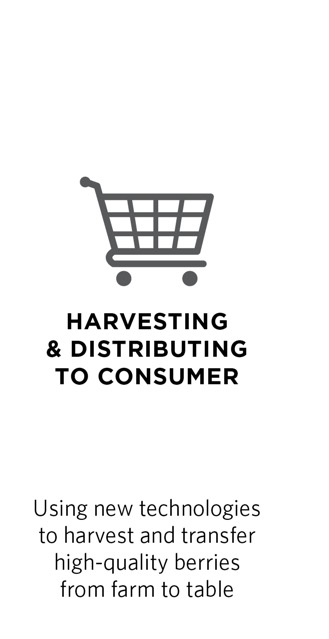 HARVESTING
& DISTRIBUTING
TO CONSUMER
Using new technologies
to harvest and transfer
high-quality berries
from farm to table